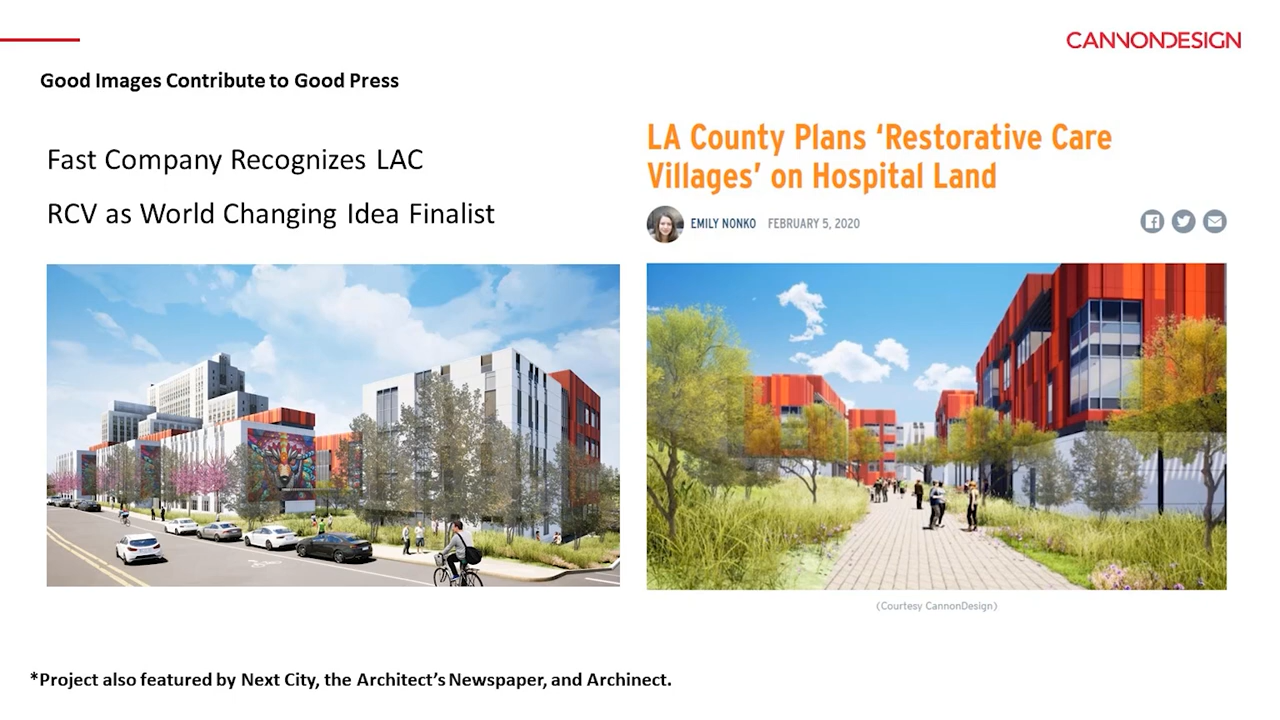 CANNONDESIGN
Good Images Contribute to Good Press
Fast Company Recognizes LAC
RCV as World Changing Idea Finalist
LA County Plans ‘Restorative Care
Villages’ on Hospital Land
EMILY NONKO FEBRUARY 5, 2020
(Courtesy CannonDesign)
*Project also featured by Next City, the Architect’s Newspaper, and Archinect.